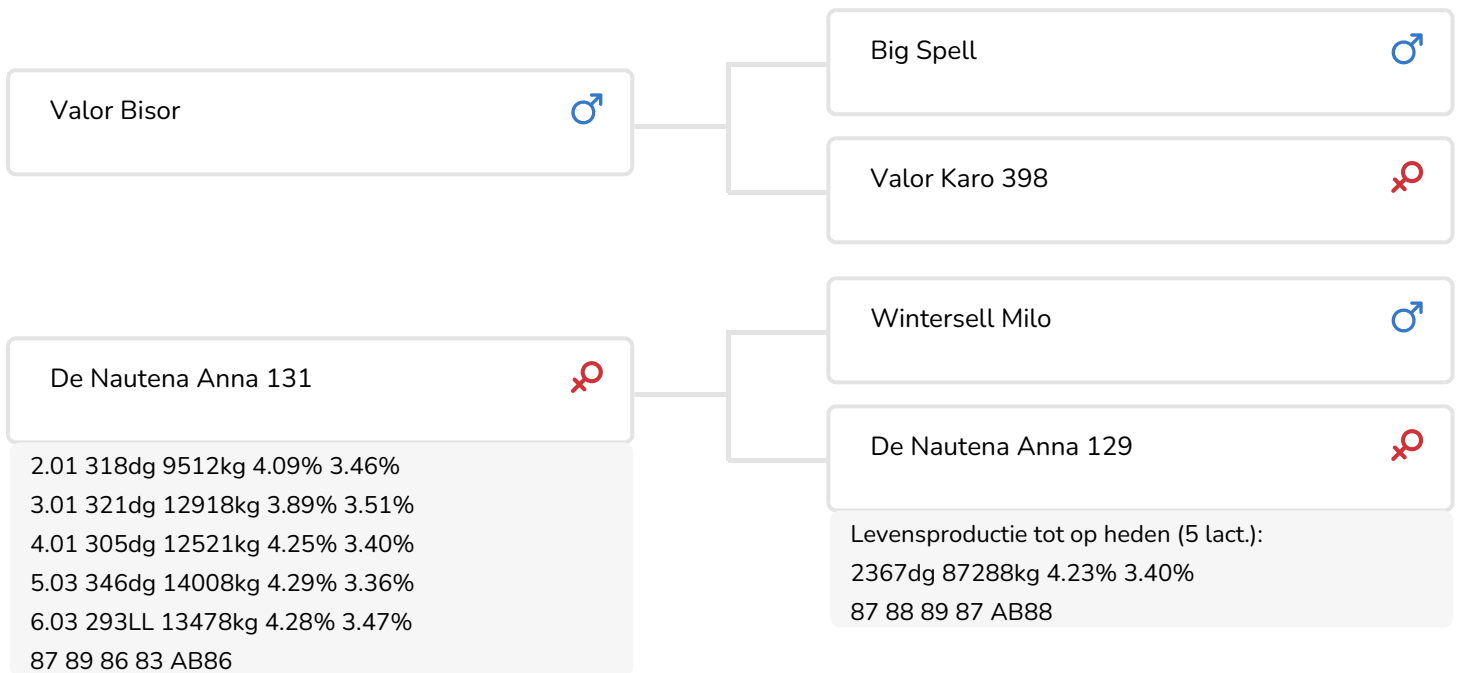 Valor Bisor
Big Spell
Valor Karo 398
De Nautena Anna 131
2.01 318dg 9512kg 4.09% 3.46%
3.01 321dg 12918kg 3.89% 3.51%
4.01 305dg 12521kg 4.25% 3.40%
5.03 346dg 14008kg 4.29% 3.36%
6.03 293LL 13478kg 4.28% 3.47%
87 89 86 83 AB86
Wintersell Milo
De Nautena Anna 129
Levensproductie tot op heden (5 lact.):
2367dg 87288kg 4.23% 3.40%
87 88 89 87 AB88